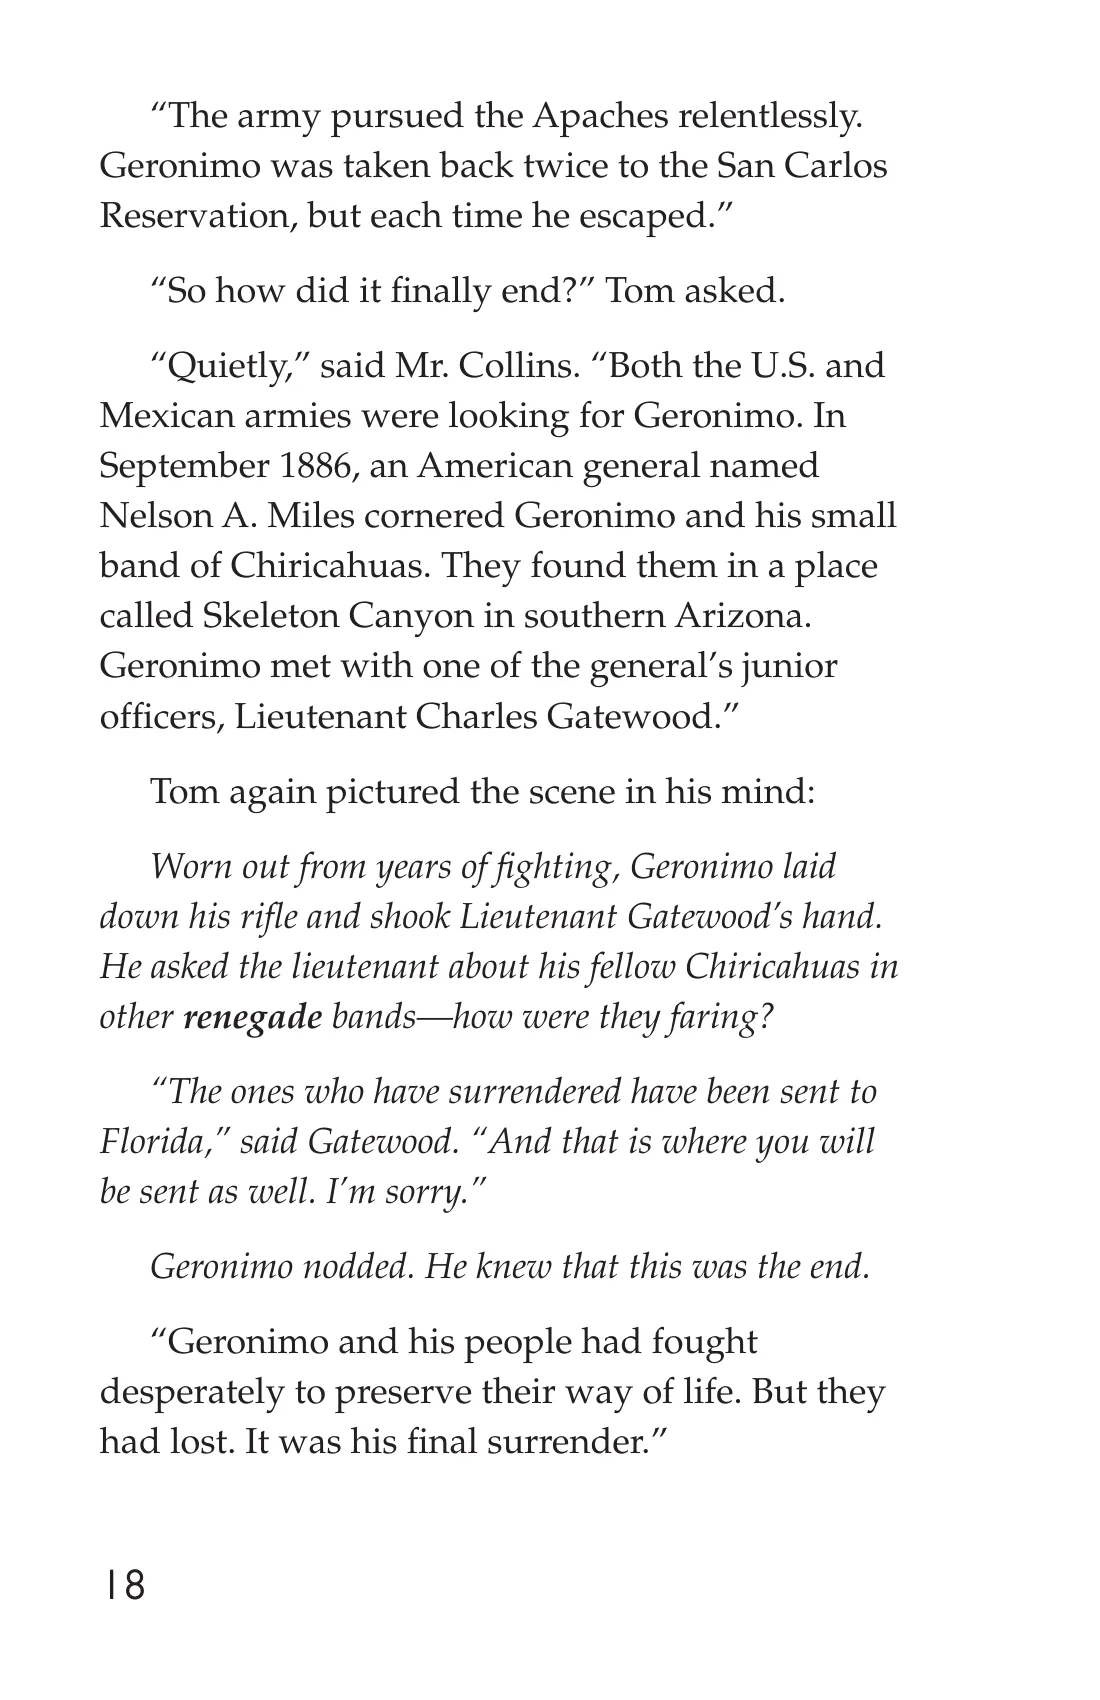 “The army pursued the Apaches relentlessly.
Geronimo was taken back twice to the San Carlos
Reservation, but each time he escaped.”
“So how did it finally end?” Tom asked.
“Quietly,” said Mr. Collins. “Both the U.S. and
Mexican armies were looking for Geronimo. In
September 1886, an American general named
Nelson A. Miles cornered Geronimo and his small
band of Chiricahuas. They found them in a place
called Skeleton Canyon in southern Arizona.
Geronimo met with one of the general’s junior
officers, Lieutenant Charles Gatewood.”
Tom again pictured the scene in his mind:
Worn out from years of fighting, Geronimo laid
down his rifle and shook Lieutenant Gatewood’s hand.
He asked the lieutenant about his fellow Chiricahuas in
other renegade bands—how were they faring?
“The ones who have surrendered have been sent to
Florida,” said Gatewood. “And that is where you will
be sent as well. I’m sorry.”
Geronimo nodded. He knew that this was the end.
“Geronimo and his people had fought
desperately to preserve their way of life. But they
had lost. It was his final surrender.”
18